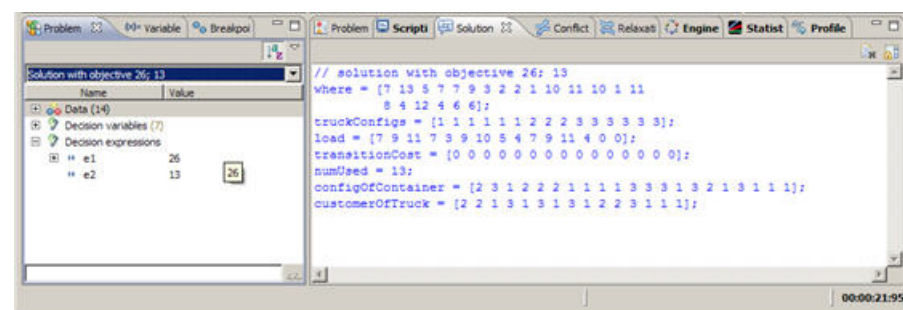 Problem
(x)= Variable
Breakpoi
Problem
Scripti
Solution
Conflict
Relaxati
Engine
Statist
Profile
Solution with objective 26; 13
Name Value
Data (14)
Decision variables (7)
Decision expressions
e1 26
e2 13
26
// solution with objective 26; 13
where = [7 13 5 7 7 9 3 2 2 1 10 11 10 1 11
8 4 12 4 6 6];
truckConfigs = [1 1 1 1 1 1 2 2 2 3 3 3 3 3 3];
load = [7 9 11 7 3 9 10 5 4 7 9 11 4 0 0];
transitionCost = [0 0 0 0 0 0 0 0 0 0 0 0 0 0];
numUsed = 13;
configOfContainer = [2 3 1 2 2 2 1 1 1 1 3 3 3 1 3 2 1 3 1 1 1];
customerOfTruck = [2 2 1 3 1 3 1 3 1 2 2 3 1 1 1];
00:00:21:95